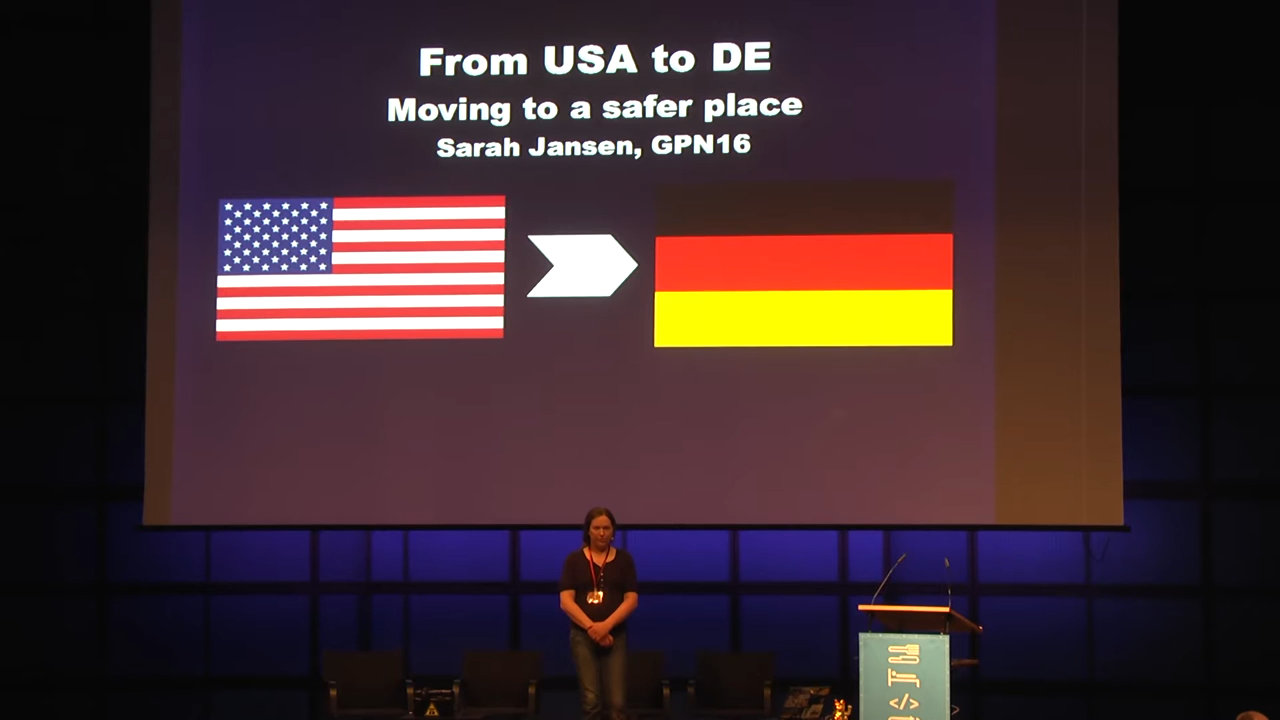 From USA to DE
Moving to a safer place
Sarah Jansen, GPN16